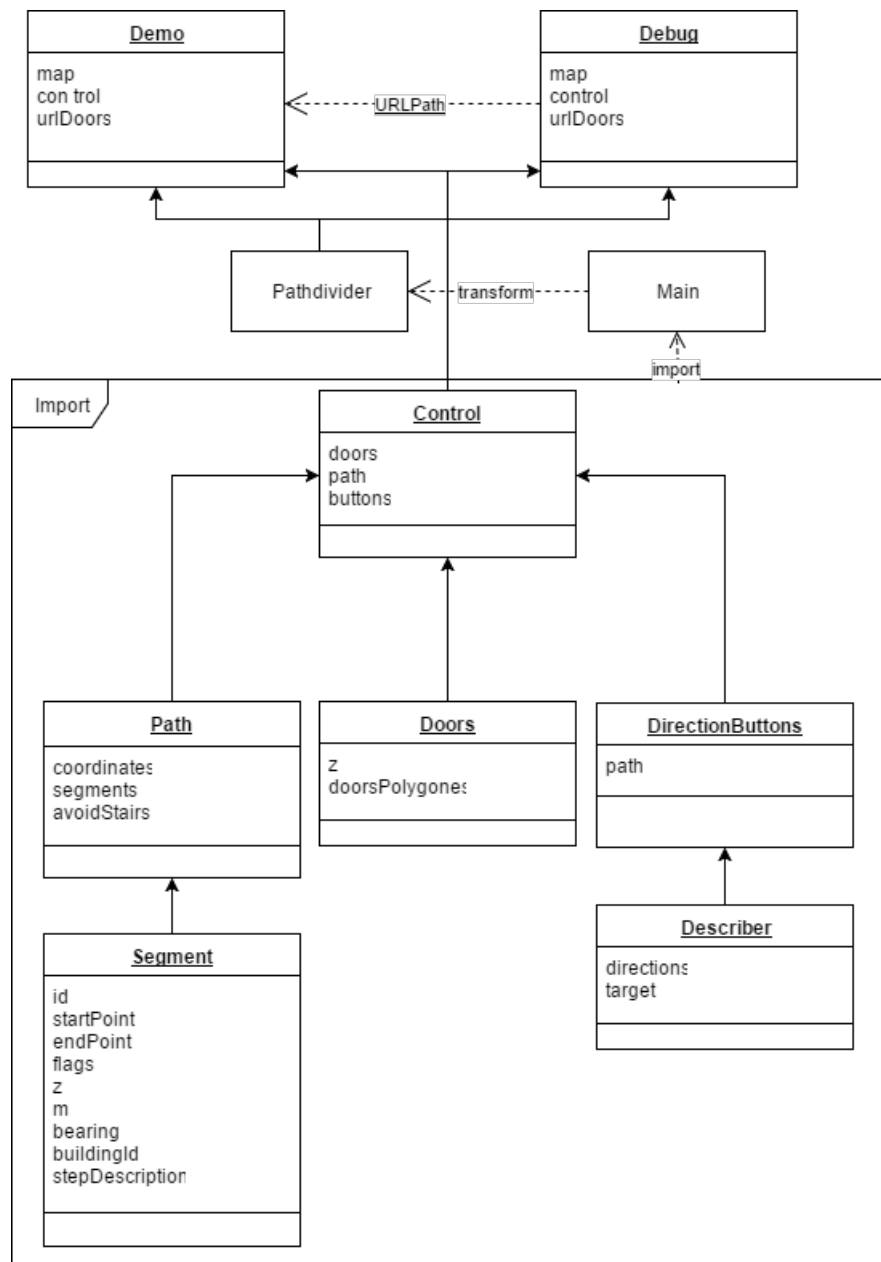 Demo
map
con trol
urlDoors
URLPath
Debug
map
control
urlDoors
Pathdivider
transform
Main
import
Import
Control
doors
path
buttons
Path
coordinates
segments
avoidStairs
Doors
z
doorsPolygones
DirectionButtons
path
Segment
id
startPoint
endPoint
flags
z
m
bearing
buildingId
stepDescription
Describer
directions
target